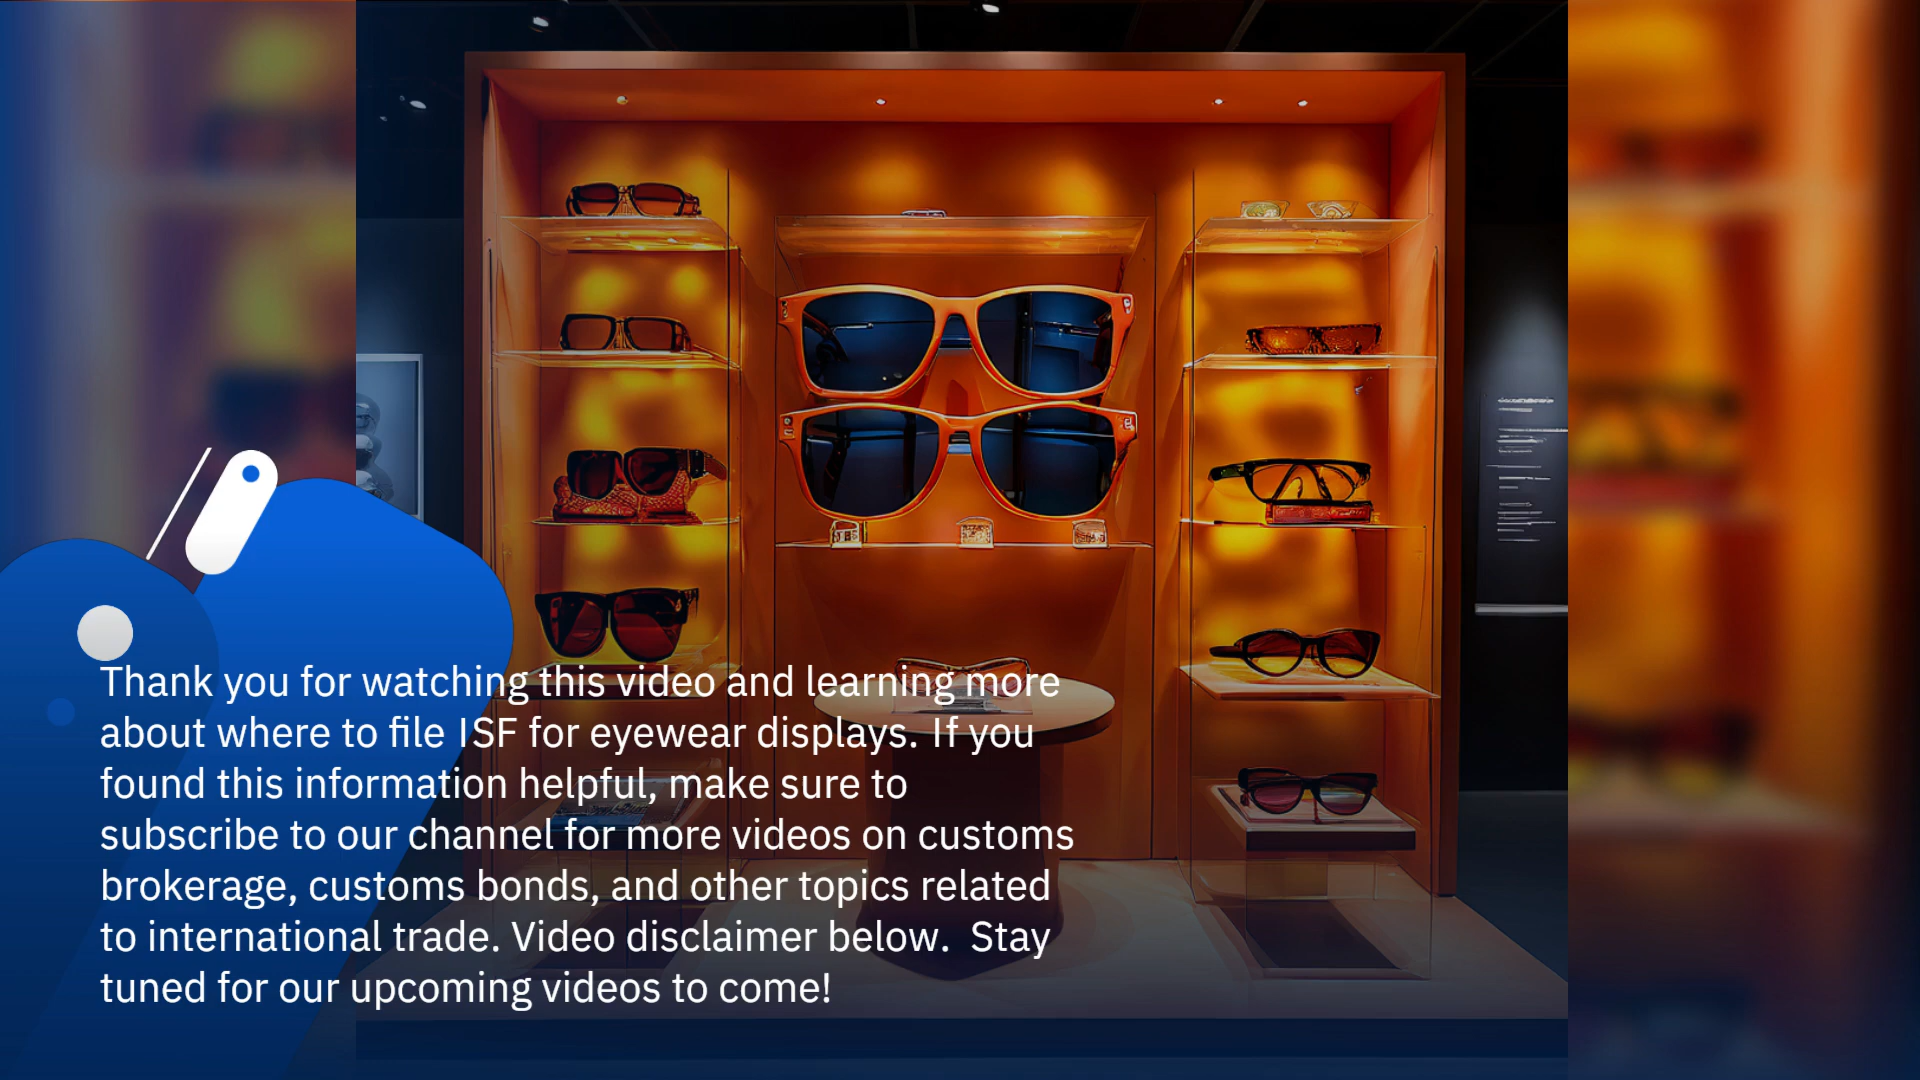 Thank you for watching this video and learning more
about where to file ISF for eyewear displays. If you
found this information helpful, make sure to
subscribe to our channel for more videos on customs
brokerage, customs bonds, and other topics related
to international trade. Video disclaimer below.  Stay
tuned for our upcoming videos to come!